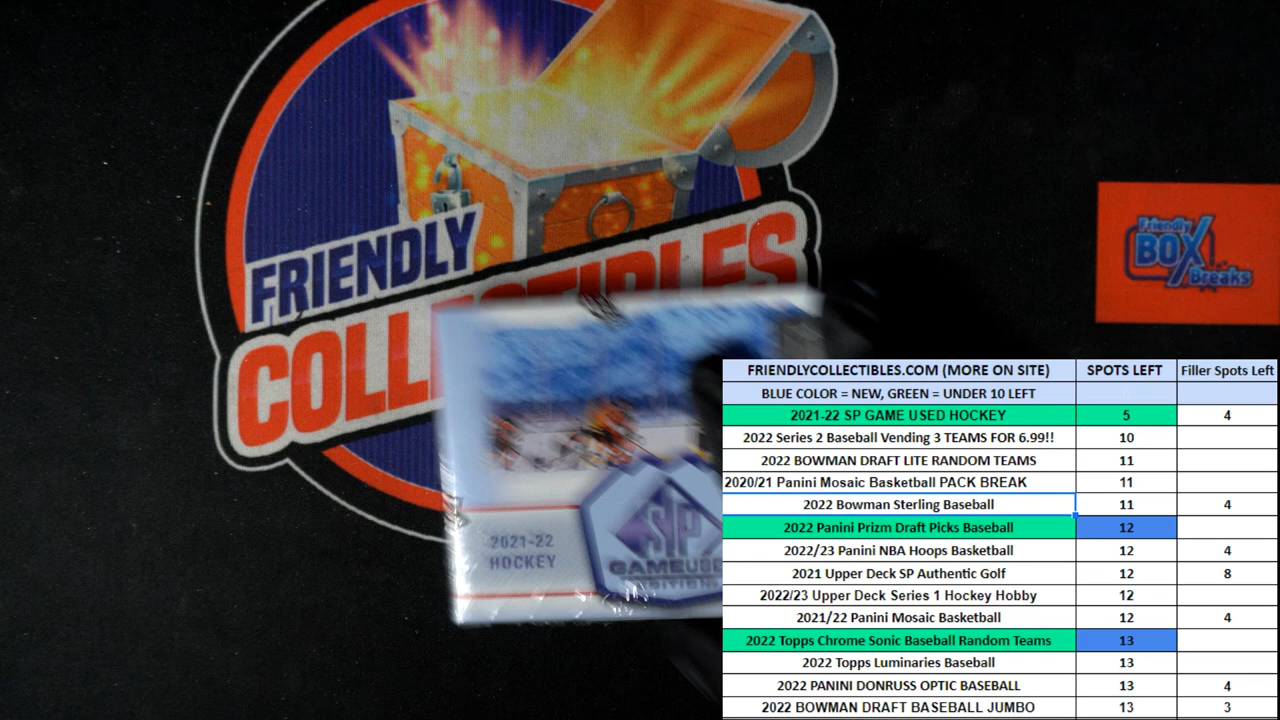 FRIENDLY
COLLECTIBLES
Friendly
BOX
Breaks
2021-22
HOCKEY
SP
GAME USED
EDITION
FRIENDLYCOLLECTIBLES.COM (MORE ON SITE) SPOTS LEFT Filler Spots Left
BLUE COLOR = NEW, GREEN = UNDER 10 LEFT
2021-22 SP GAME USED HOCKEY 5 4
2022 Series 2 Baseball Vending 3 TEAMS FOR 6.99!! 10
2022 BOWMAN DRAFT LITE RANDOM TEAMS 11
2020/21 Panini Mosaic Basketball PACK BREAK 11
2022 Bowman Sterling Baseball 11 4
2022 Panini Prizm Draft Picks Baseball 12
2022/23 Panini NBA Hoops Basketball 12 4
2021 Upper Deck SP Authentic Golf 12 8
2022/23 Upper Deck Series 1 Hockey Hobby 12
2021/22 Panini Mosaic Basketball 12 4
2022 Topps Chrome Sonic Baseball Random Teams 13
2022 Topps Luminaries Baseball 13
2022 PANINI DONRUSS OPTIC BASEBALL 13 4
2022 BOWMAN DRAFT BASEBALL JUMBO 13 3